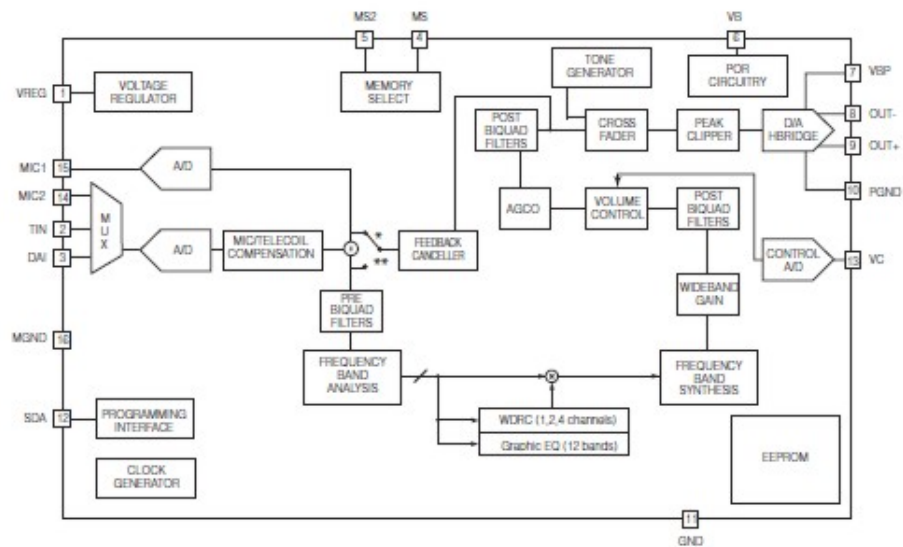 MS2 MS VB
5 4 6
TONE
GENERATOR
VREG 1 VOLTAGE
REGULATOR
MEMORY
SELECT
POR
CIRCUITRY
7 VBP
POST
BIQUAD
FILTERS
CROSS
FADER
PEAK
CLIPPER
D/A
HBRIDGE
8 OUT-
9 OUT+
MIC1 15 A/D
MIC2 14
TIN 2
DAI 3
MUX
A/D
MIC/TELECOIL
COMPENSATION
+
*
**
FEEDBACK
CANCELLER
AGCO
VOLUME
CONTROL
POST
BIQUAD
FILTERS
10 PGND
CONTROL
A/D
13 VC
PRE
BIQUAD
FILTERS
WIDEBAND
GAIN
MGND 16
FREQUENCY
BAND
ANALYSIS
FREQUENCY
BAND
SYNTHESIS
SDA 12 PROGRAMMING
INTERFACE
WDRC (1,2,4 channels)
Graphic EQ (12 bands)
CLOCK
GENERATOR
EEPROM
11
GND